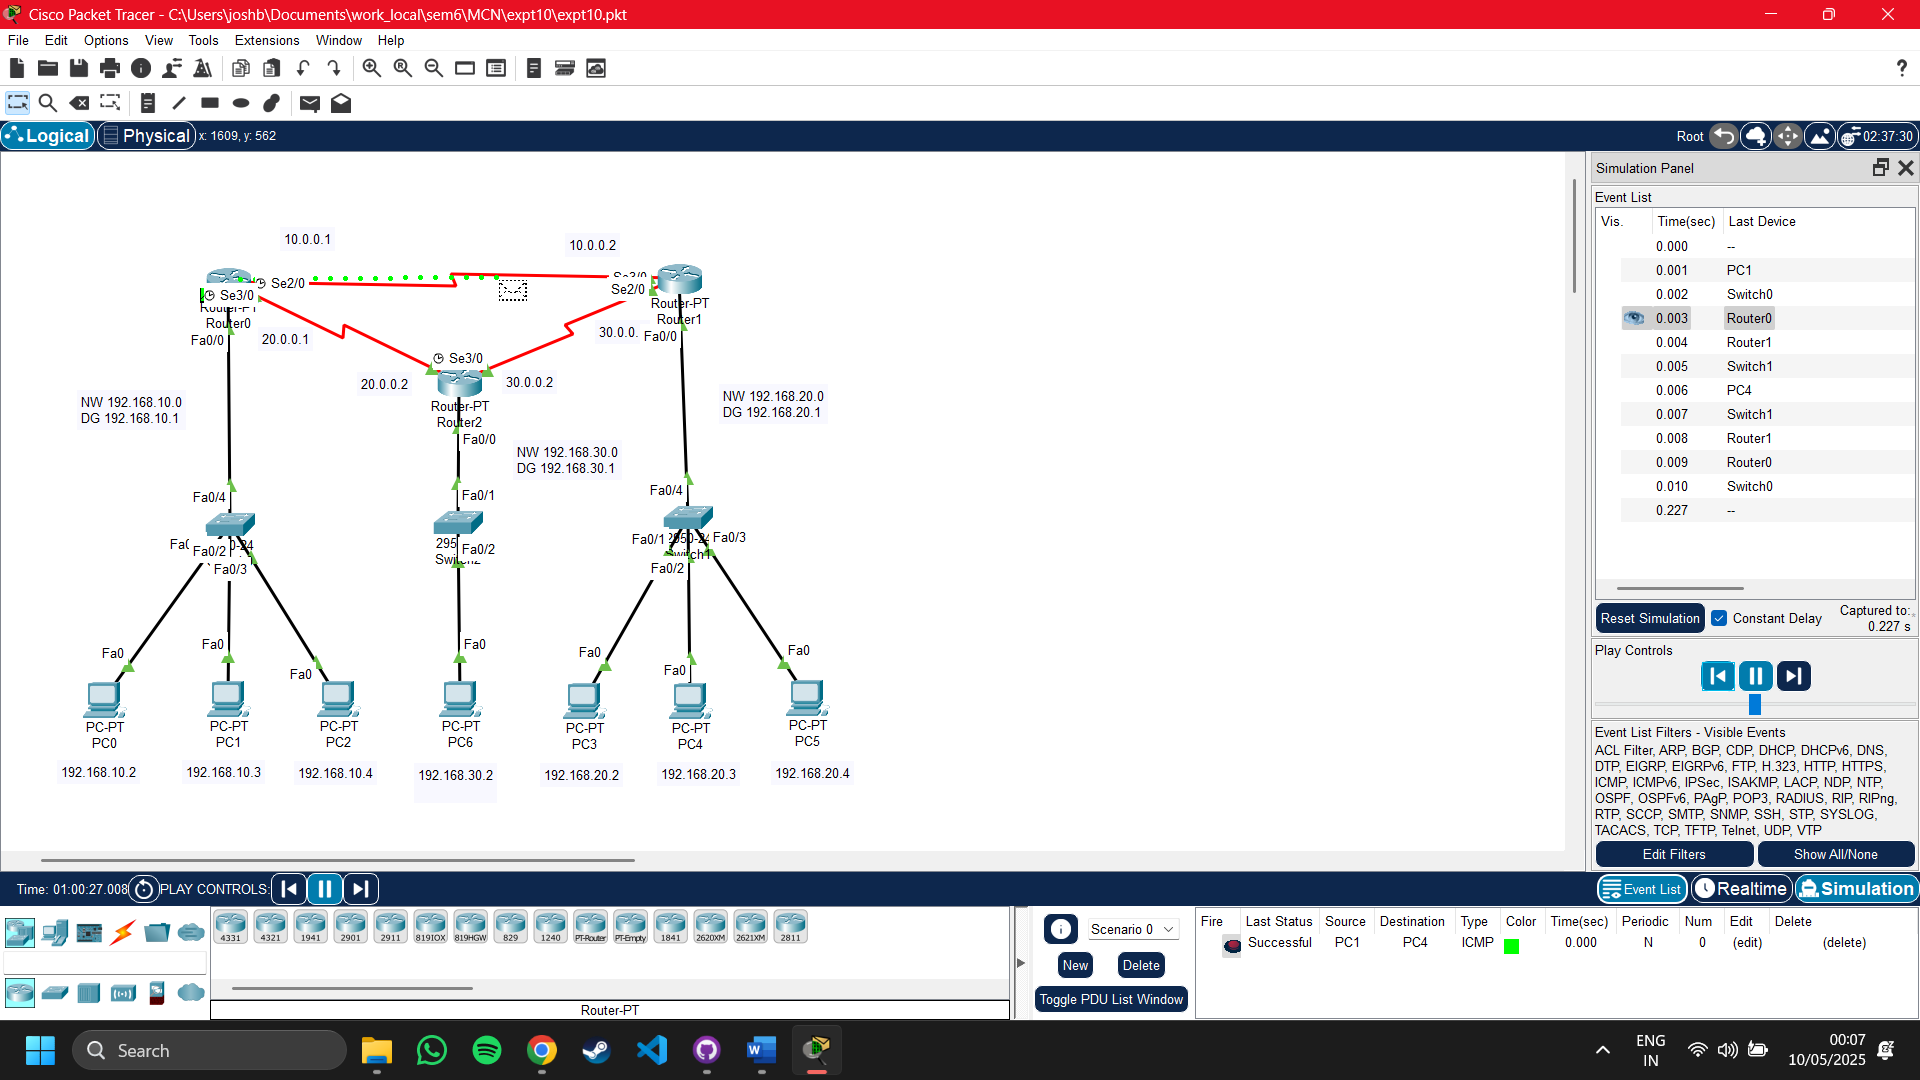 Cisco Packet Tracer - C:\Users\joshb\Documents\work_local\sem6\MCN\expt10\expt10.pkt
File Edit Options View Tools Extensions Window Help
?
Logical Physical x: 1609, y: 562
Root 02:37:30
10.0.0.1
10.0.0.2
Se2/0
Se3/0
Router0
Fa0/0
20.0.0.1
Se2/0
Router-PT
Router1
30.0.0.
Fa0/0
Se3/0
20.0.0.2
30.0.0.2
Router-PT
Router2
Fa0/0
NW 192.168.10.0
DG 192.168.10.1
NW 192.168.20.0
DG 192.168.20.1
NW 192.168.30.0
DG 192.168.30.1
Fa0/4
Fa0/1
Fa0/4
Fa0/2
Fa0/3
Fa0/2
Fa0/1
Fa0/3
Fa0/2
Fa0
Fa0
Fa0
Fa0
Fa0
Fa0
Fa0
PC-PT
PC0
PC-PT
PC1
PC-PT
PC2
PC-PT
PC6
PC-PT
PC3
PC-PT
PC4
PC-PT
PC5
192.168.10.2
192.168.10.3
192.168.10.4
192.168.30.2
192.168.20.2
192.168.20.3
192.168.20.4
Simulation Panel
Event List
Vis. Time(sec) Last Device
0.000 --
0.001 PC1
0.002 Switch0
0.003 Router0
0.004 Router1
0.005 Switch1
0.006 PC4
0.007 Switch1
0.008 Router1
0.009 Router0
0.010 Switch0
0.227 --
Reset Simulation Constant Delay Captured to:
0.227 s
Play Controls
Event List Filters - Visible Events
ACL Filter, ARP, BGP, CDP, DHCP, DHCPv6, DNS,
DTP, EIGRP, EIGRPv6, FTP, H.323, HTTP, HTTPS,
ICMP, ICMPv6, IPSec, ISAKMP, LACP, NDP, NTP,
OSPF, OSPFv6, PAgP, POP3, RADIUS, RIP, RIPng,
RTP, SCCP, SMTP, SNMP, SSH, STP, SYSLOG,
TACACS, TCP, TFTP, Telnet, UDP, VTP
Edit Filters Show All/None
Time: 01:00:27.008 PLAY CONTROLS:
Event List Realtime Simulation
4331 4321 1941 2901 2911 819IOX 819HGW 829 1240 PT-Router PT-Empty 1841 2620XM 2621XM 2811
Router-PT
Scenario 0
New Delete
Toggle PDU List Window
Fire Last Status Source Destination Type Color Time(sec) Periodic Num Edit Delete
Successful PC1 PC4 ICMP 0.000 N 0 (edit) (delete)
Search
ENG
IN
00:07
10/05/2025